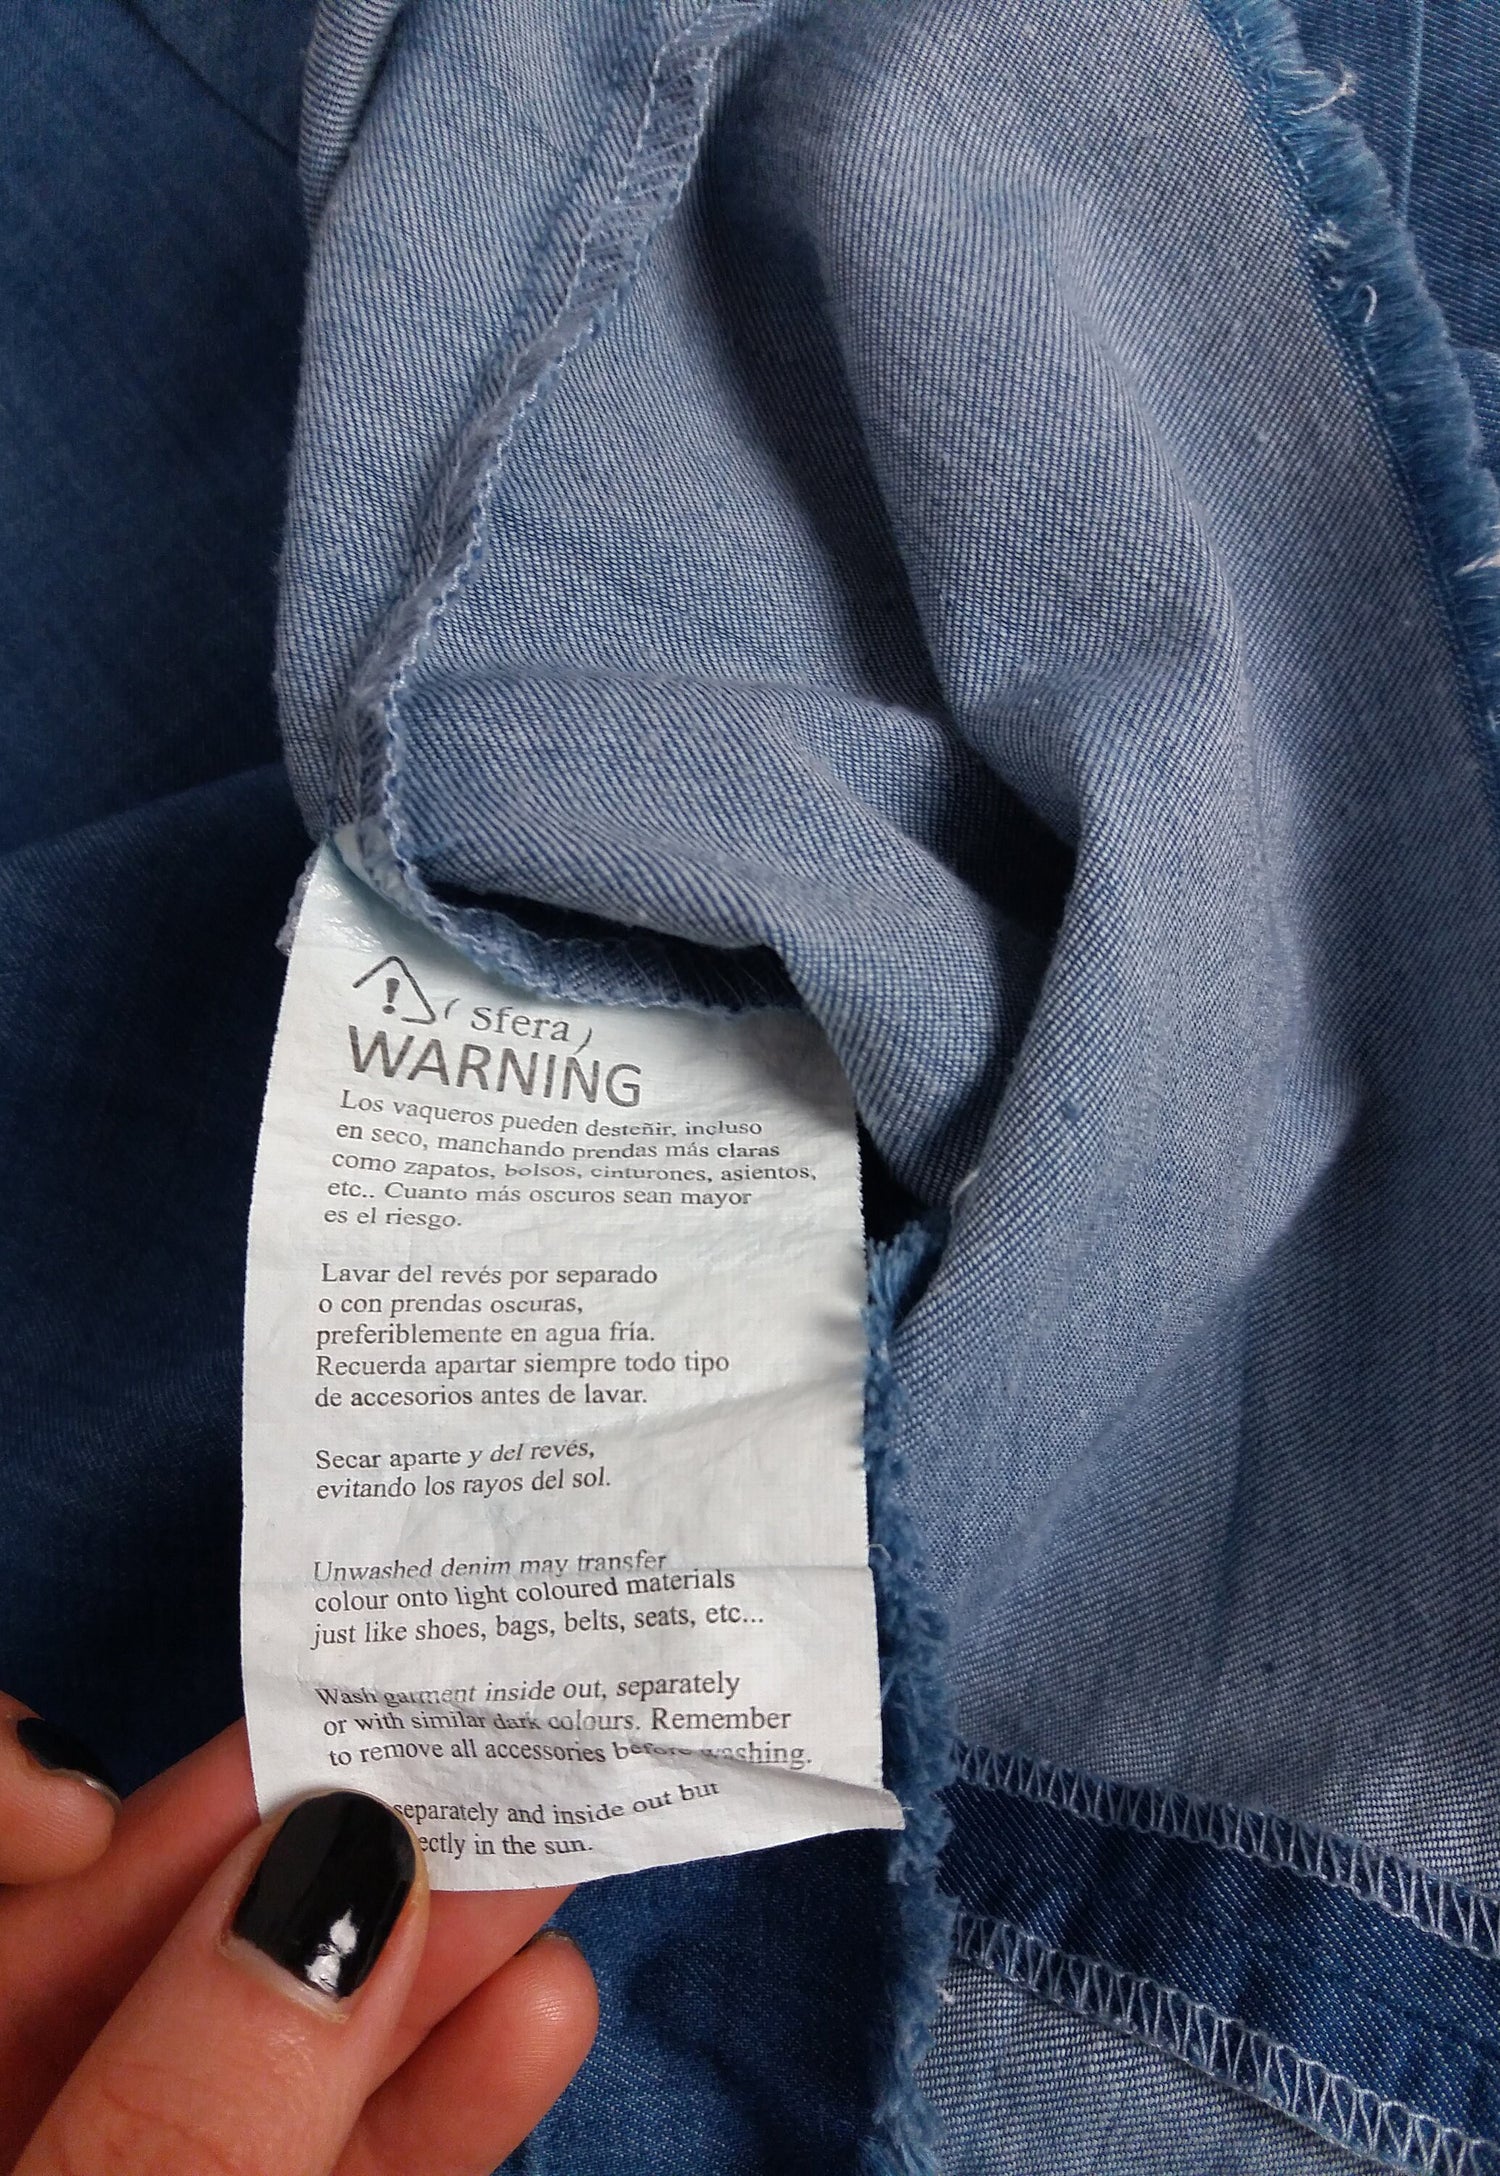 ( Sfera )
WARNING
Los vaqueros pueden desteñir, incluso
en seco, manchando prendas más claras
como zapatos, bolsos, cinturones, asientos,
etc.. Cuanto más oscuros sean mayor
es el riesgo.
Lavar del revés por separado
o con prendas oscuras,
preferiblemente en agua fría.
Recuerda apartar siempre todo tipo
de accesorios antes de lavar.
Secar aparte y del revés,
evitando los rayos del sol.
Unwashed denim may transfer
colour onto light coloured materials
just like shoes, bags, belts, seats, etc...
Wash garment inside out, separately
or with similar dark colours. Remember
to remove all accessories before washing.
separately and inside out but
in the sun.